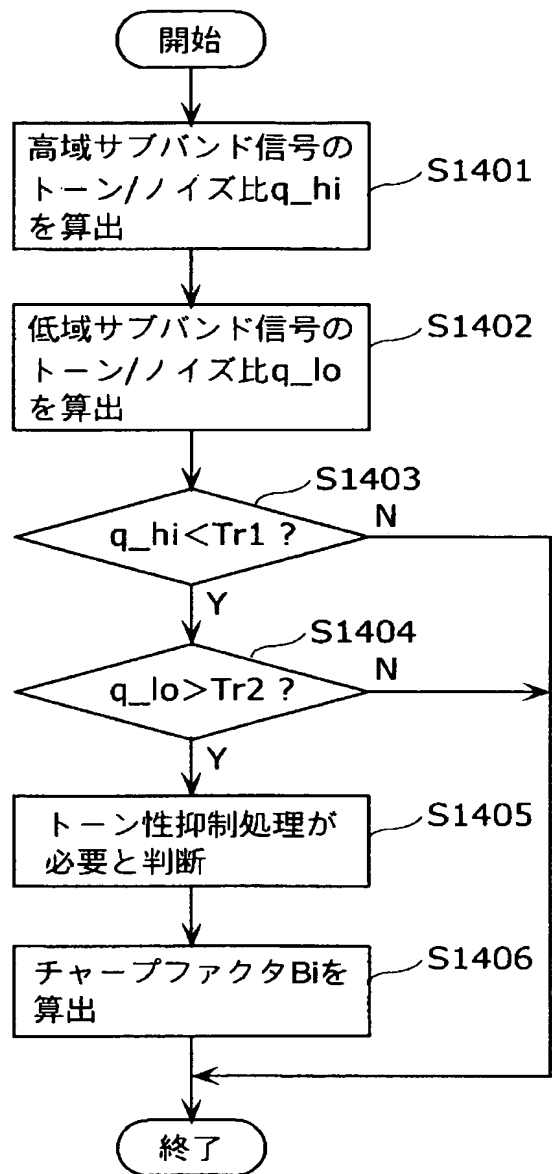 開始
高域サブバンド信号の
トーン/ノイズ比q_hi
を算出
S1401
低域サブバンド信号の
トーン/ノイズ比q_lo
を算出
S1402
S1403
q_hi<Tr1 ?
N
Y
S1404
q_lo>Tr2 ?
N
Y
トーン性抑制処理が
必要と判断
S1405
チャープファクタBiを
算出
S1406
終了